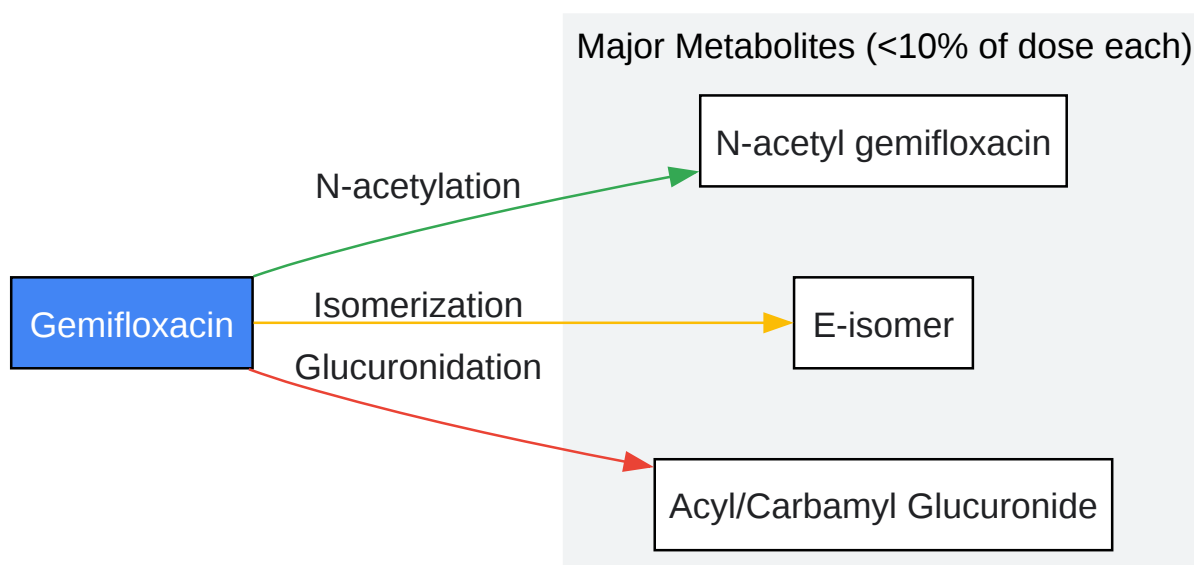 Major Metabolites (<10% of dose each)
N-acetyl gemifloxacin
N-acetylation
Isomerization
Gemifloxacin
E-isomer
Glucuronidation
Acyl/Carbamyl Glucuronide